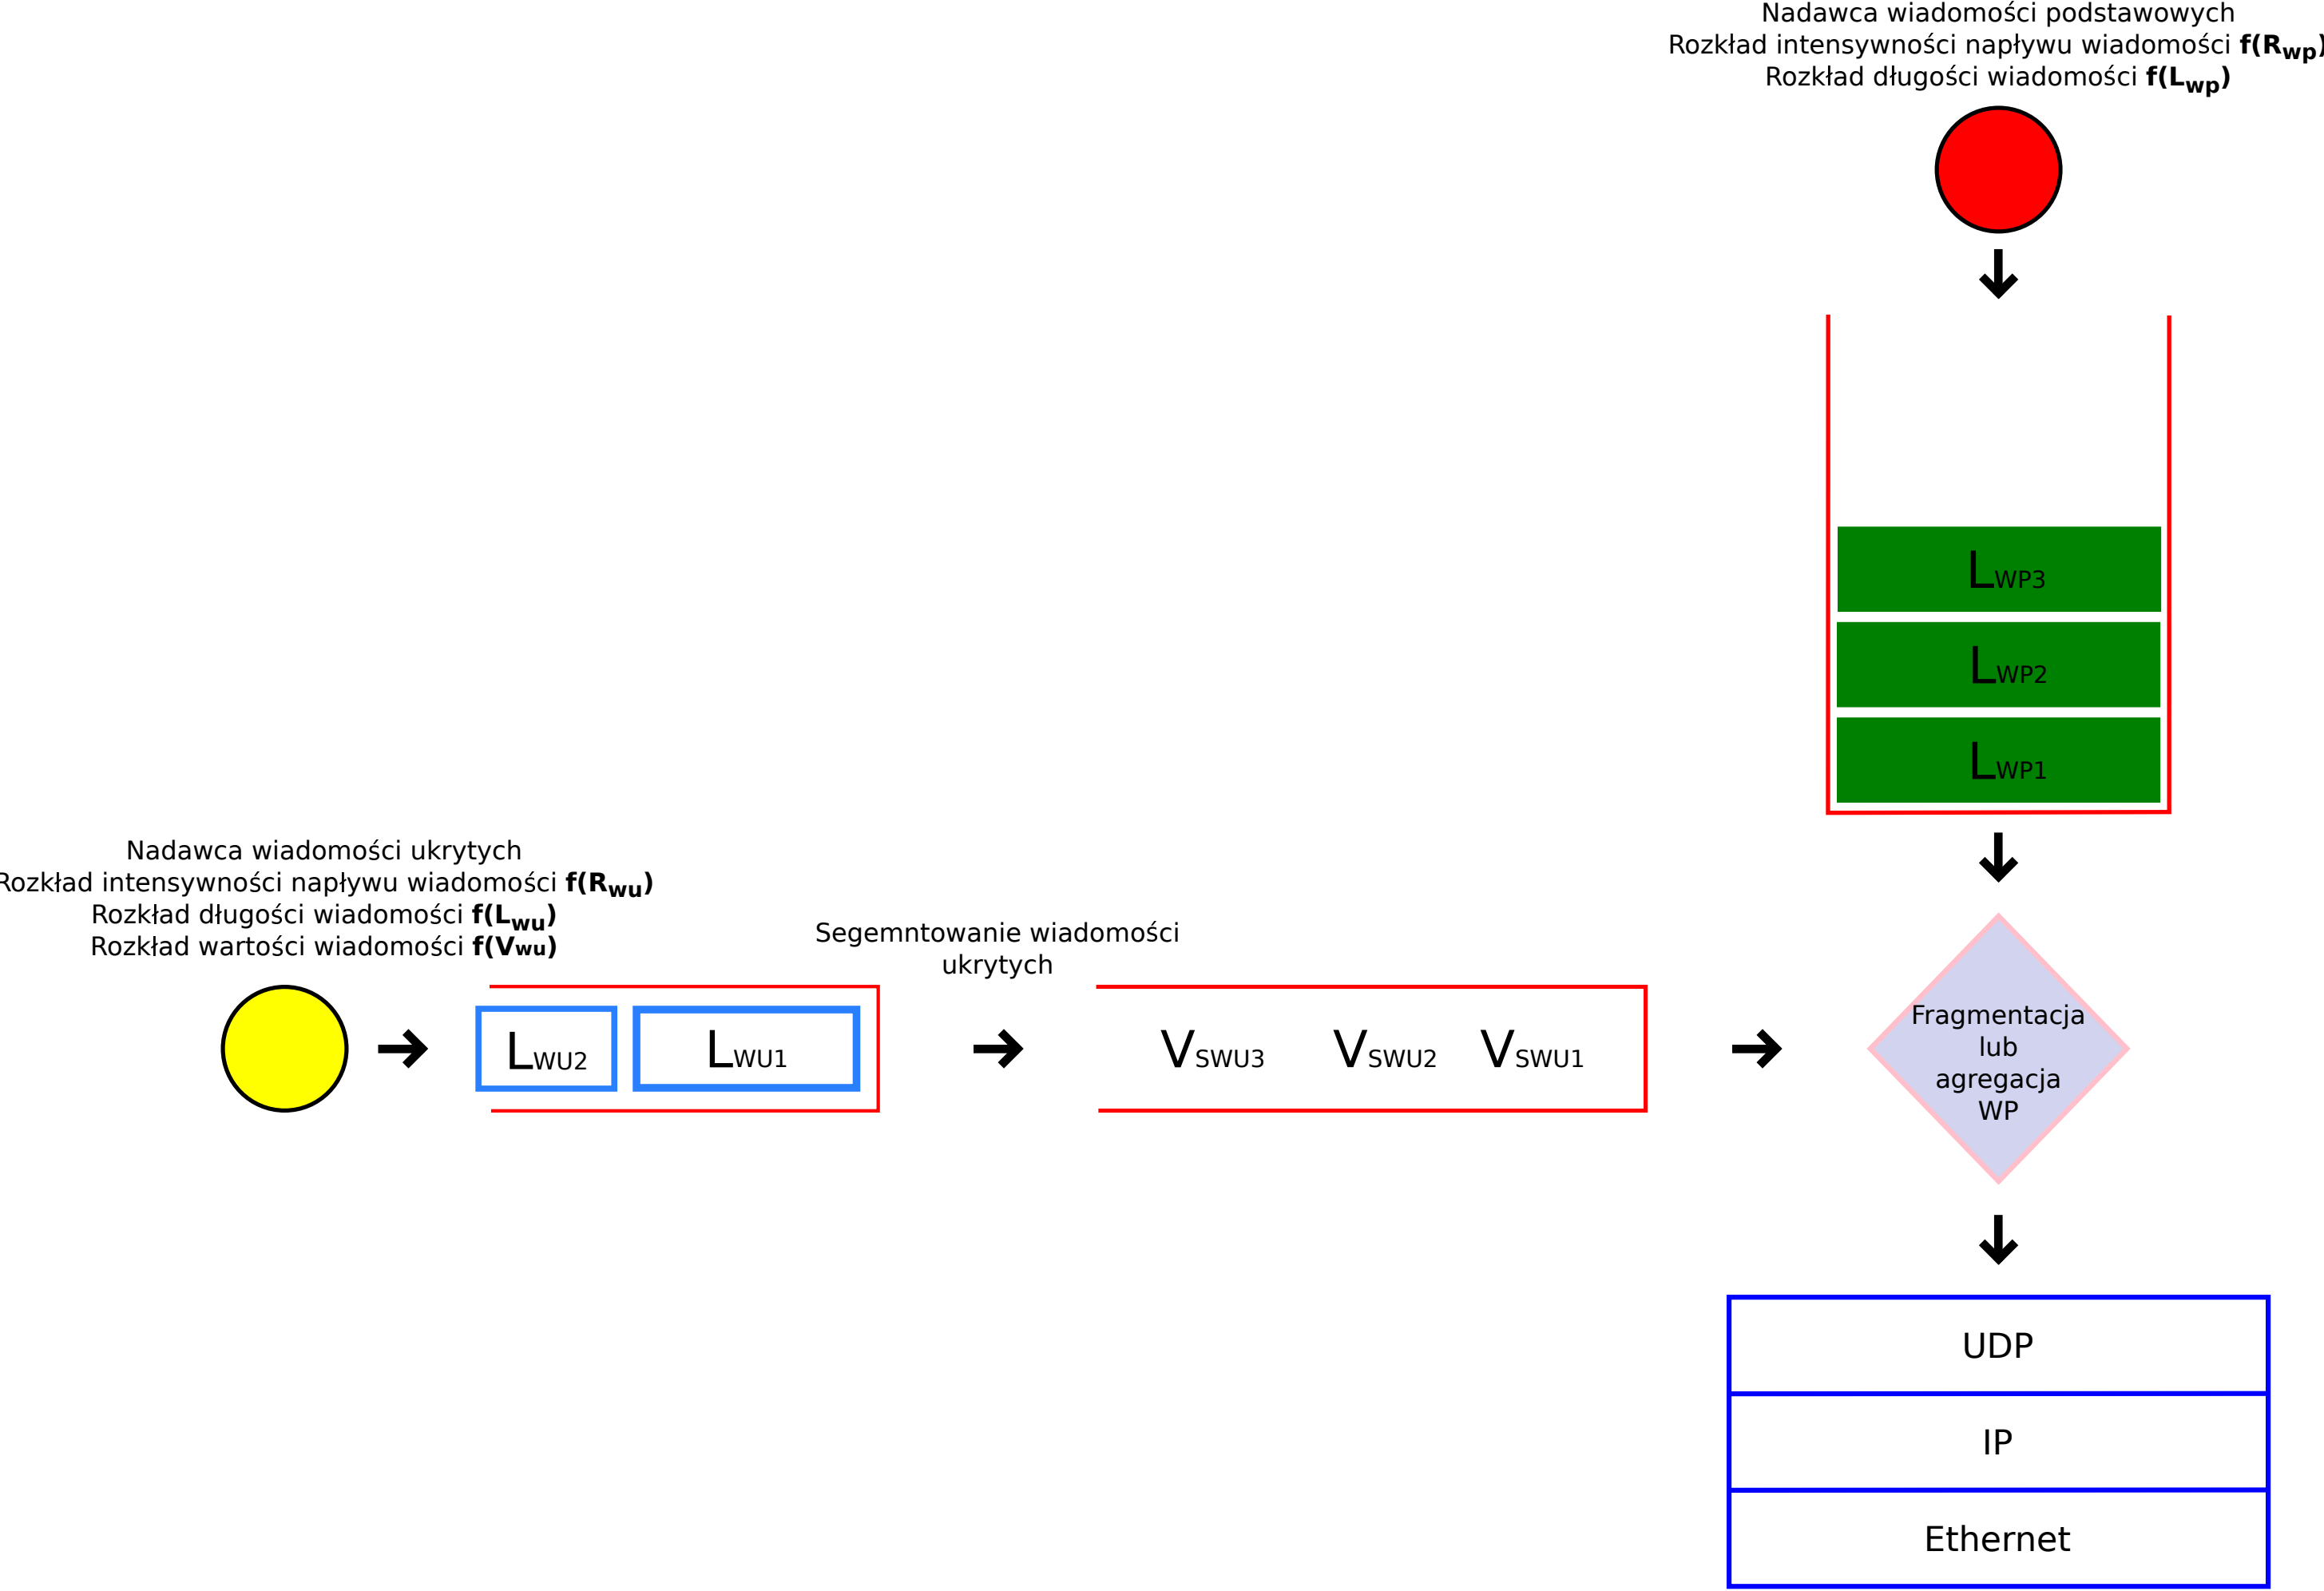 Nadawca wiadomości podstawowych
Rozkład intensywności napływu wiadomości f(Rwp)
Rozkład długości wiadomości f(Lwp)
LWP3
LWP2
LWP1
Nadawca wiadomości ukrytych
Rozkład intensywności napływu wiadomości f(Rwu)
Rozkład długości wiadomości f(Lwu)
Rozkład wartości wiadomości f(Vwu)
LWU2
LWU1
Segemntowanie wiadomości
ukrytych
VSWU3
VSWU2
VSWU1
Fragmentacja
lub
agregacja
WP
UDP
IP
Ethernet